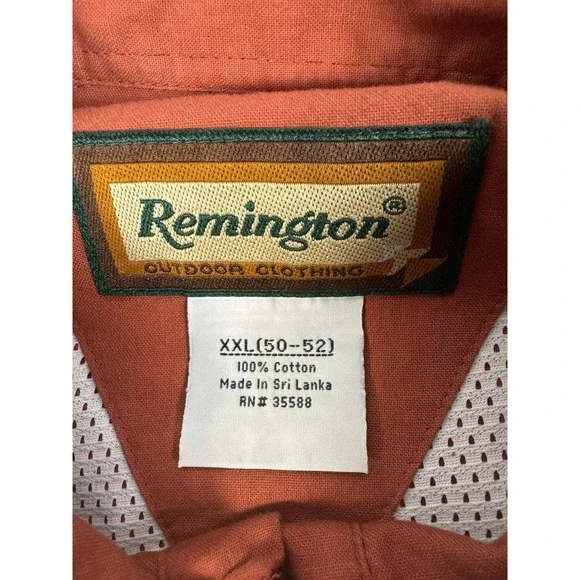 Remington®
OUTDOOR CLOTHING
XXL(50--52)
100% Cotton
Made In Sri Lanka
RN# 35588